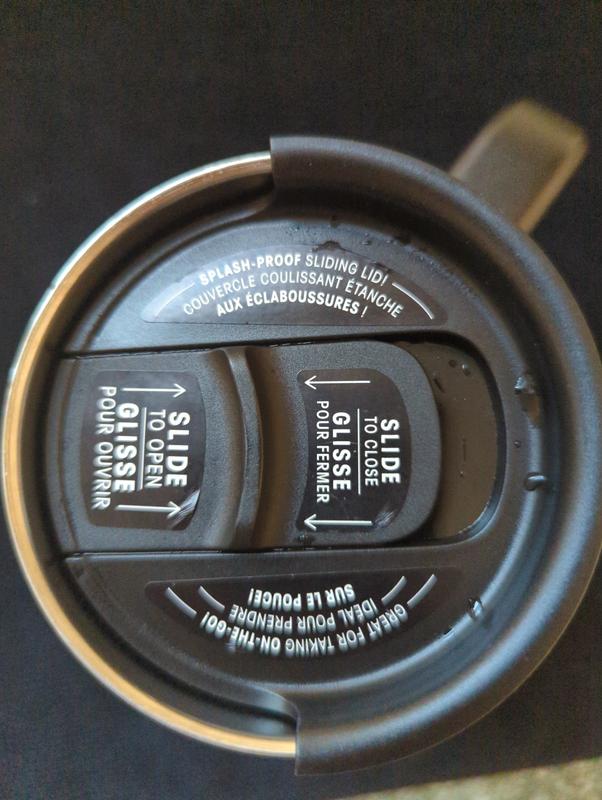 SPLASH-PROOF SLIDING LID!
COUVERCLE COULISSANT ÉTANCHE
AUX ÉCLABOUSSURES !
SLIDE
TO OPEN
GLISSE
POUR OUVRIR
SLIDE
TO CLOSE
GLISSE
POUR FERMER
GREAT FOR TAKING ON-THE-GO!
IDÉAL POUR PRENDRE
SUR LE POUCE!